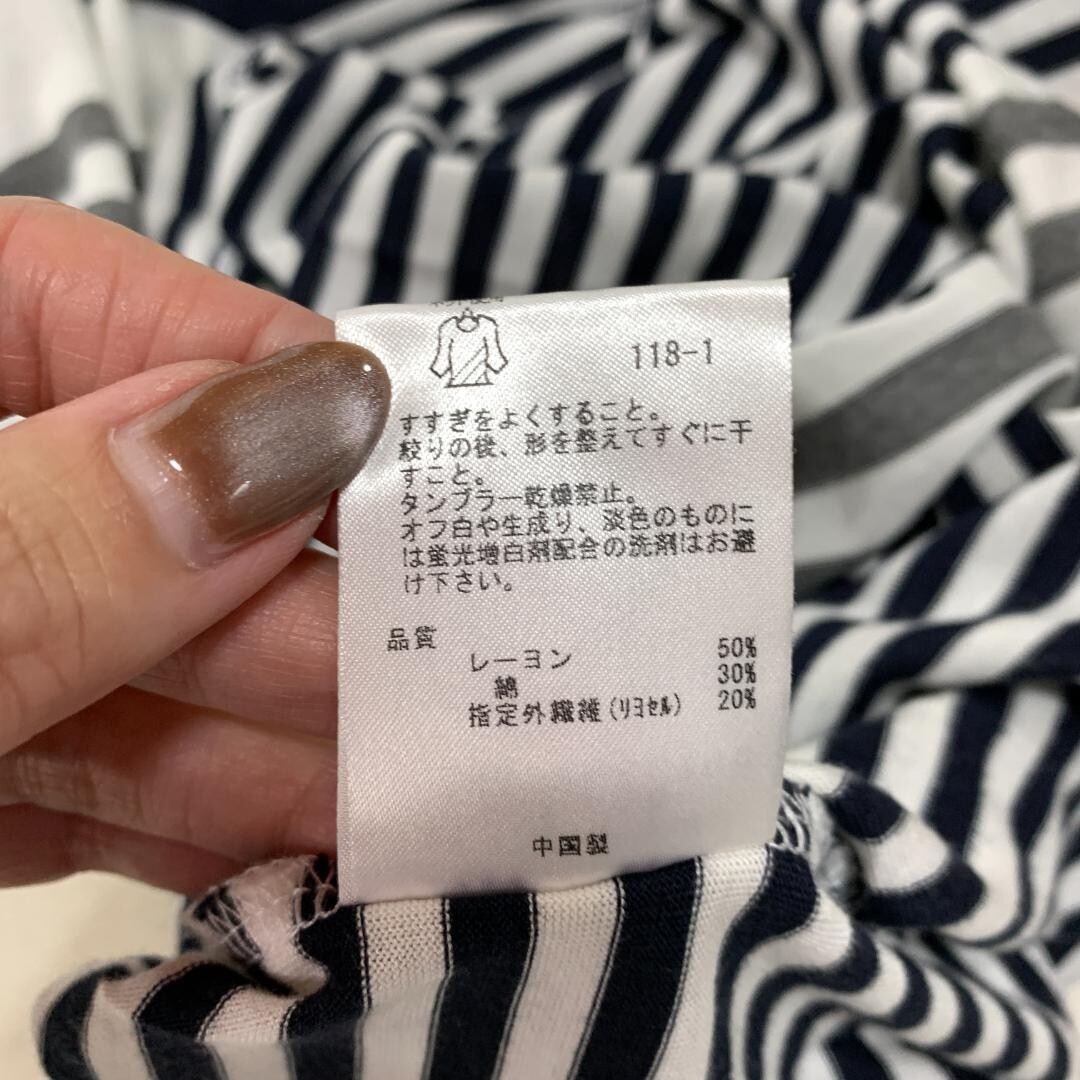 118-1
すすぎをよくすること。
絞りの後、形を整えてすぐに干
すこと。
タンブラー乾燥禁止。
オフ白や生成り、淡色のものに
は蛍光増白剤配合の洗剤はお避
け下さい。
品質
レーヨン 50%
綿 30%
指定外繊維(リヨセル) 20%
中国製